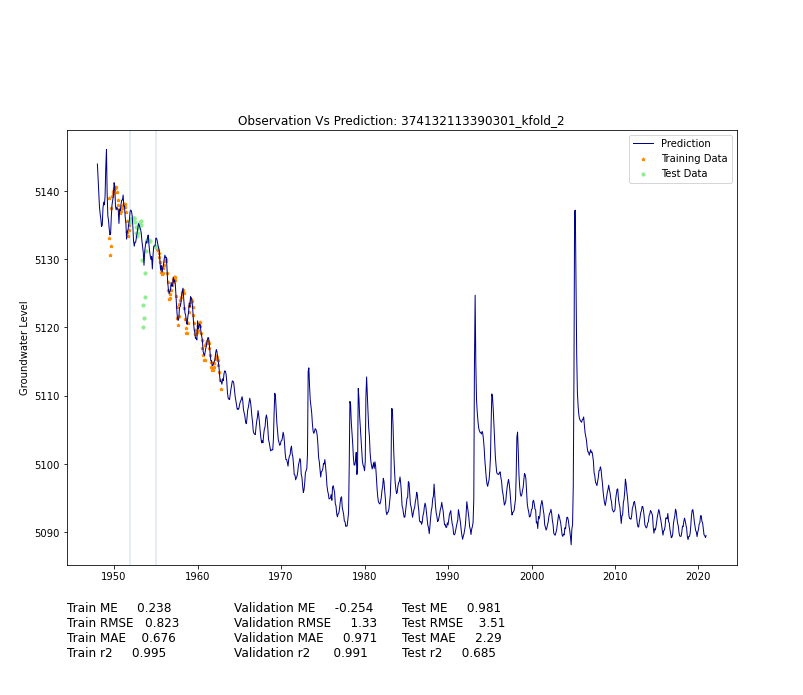 Observation Vs Prediction: 374132113390301_kfold_2
Prediction
Training Data
Test Data
Groundwater Level
5140
5130
5120
5110
5100
5090
1950 1960 1970 1980 1990 2000 2010 2020
Train ME 0.238 Validation ME -0.254 Test ME 0.981
Train RMSE 0.823 Validation RMSE 1.33 Test RMSE 3.51
Train MAE 0.676 Validation MAE 0.971 Test MAE 2.29
Train r2 0.995 Validation r2 0.991 Test r2 0.685